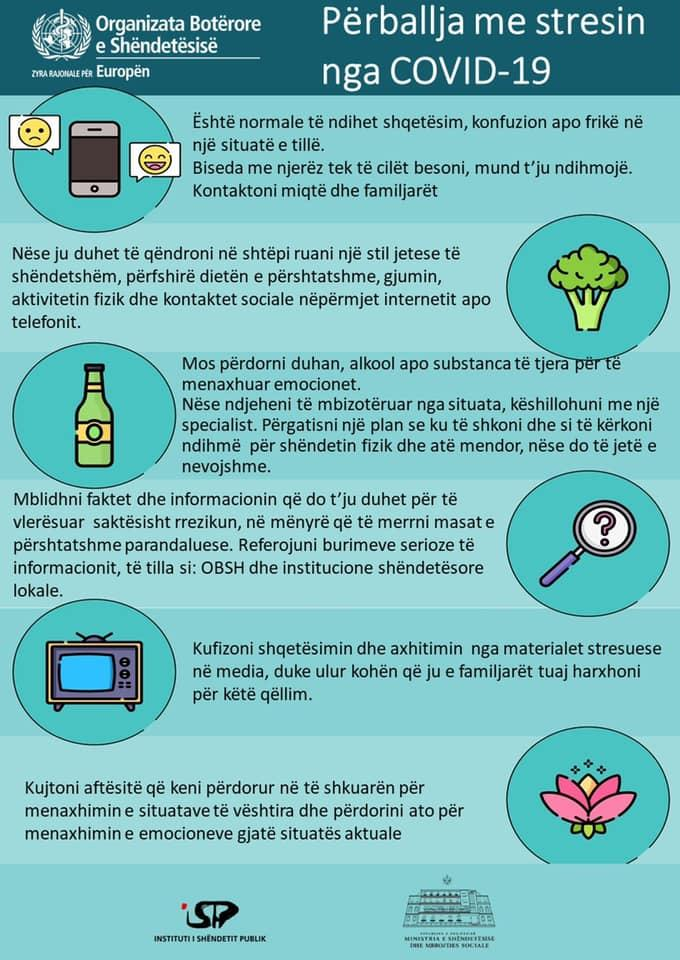 Organizata Botërore
e Shëndetësisë
ZYRA RAJONALE PËR Europën
Përballja me stresin
nga COVID-19
Është normale të ndihet shqetësim, konfuzion apo frikë në
një situatë e tillë.
Biseda me njerëz tek të cilët besoni, mund t’ju ndihmojë.
Kontaktoni miqtë dhe familjarët
Nëse ju duhet të qëndroni në shtëpi ruani një stil jetese të
shëndetshëm, përfshirë dietën e përshtatshme, gjumin,
aktivitetin fizik dhe kontaktet sociale nëpërmjet internetit apo
telefonit.
Mos përdorni duhan, alkool apo substanca të tjera për të
menaxhuar emocionet.
Nëse ndjeheni të mbizotëruar nga situata, këshillohuni me një
specialist. Përgatisni një plan se ku të shkoni dhe si të kërkoni
ndihmë për shëndetin fizik dhe atë mendor, nëse do të jetë e
nevojshme.
Mblidhni faktet dhe informacionin që do t’ju duhet për të
vlerësuar saktësisht rrezikun, në mënyrë që të merrni masat e
përshtatshme parandaluese. Referojuni burimeve serioze të
informacionit, të tilla si: OBSH dhe institucione shëndetësore
lokale.
?
Kufizoni shqetësimin dhe axhitimin nga materialet stresuese
në media, duke ulur kohën që ju e familjarët tuaj harxhoni
për këtë qëllim.
Kujtoni aftësitë që keni përdorur në të shkuarën për
menaxhimin e situatave të vështira dhe përdorini ato për
menaxhimin e emocioneve gjatë situatës aktuale
iSHP
INSTITUTI I SHËNDETIT PUBLIK
REPUBLIKA E SHQIPËRISË
MINISTRIA E SHËNDETËSISË
DHE MBROJTJES SOCIALE